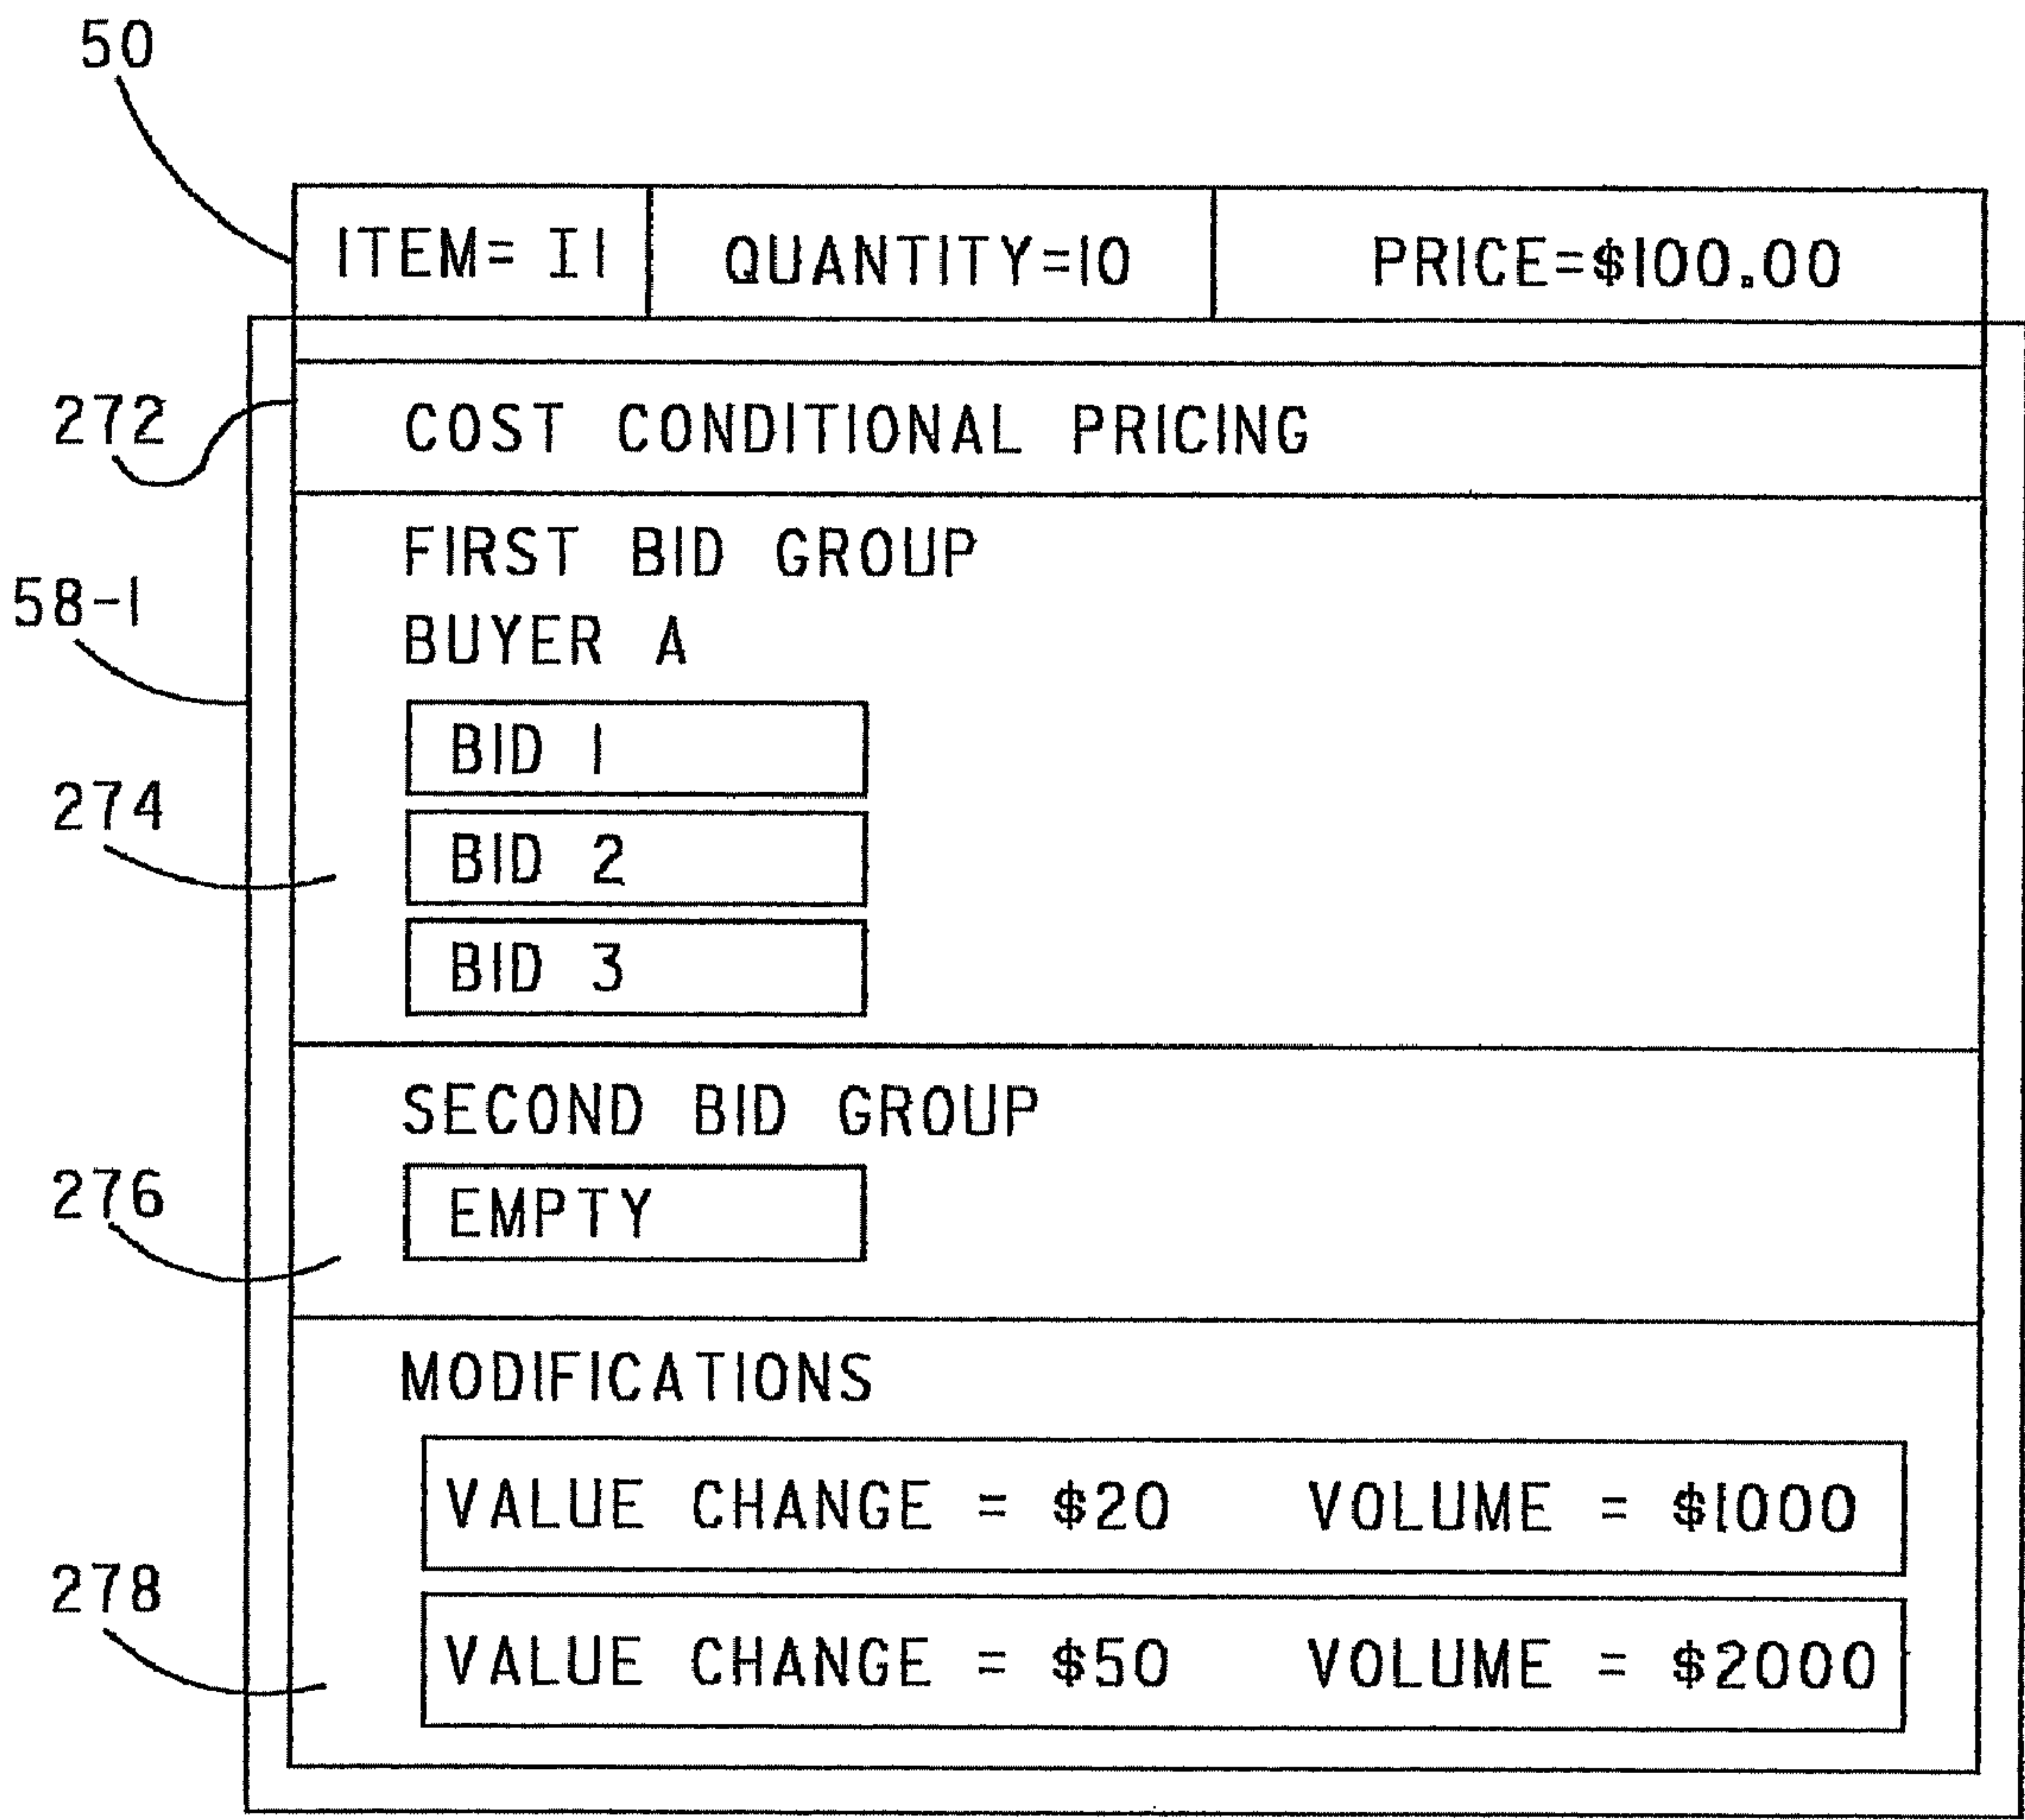 50
ITEM= I1 QUANTITY=10 PRICE=$100.00
272
COST CONDITIONAL PRICING
FIRST BID GROUP
58-1
BUYER A
BID 1
274
BID 2
BID 3
SECOND BID GROUP
276
EMPTY
MODIFICATIONS
VALUE CHANGE = $20 VOLUME = $1000
278
VALUE CHANGE = $50 VOLUME = $2000